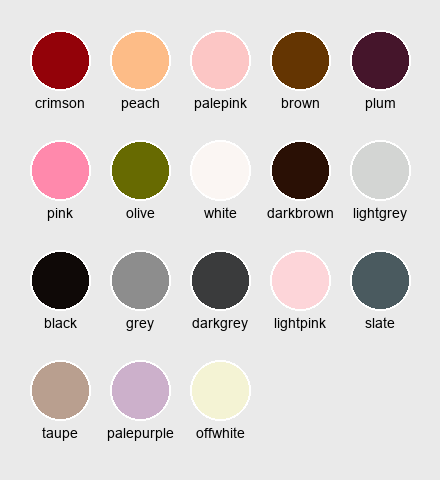 crimson peach palepink brown plum
pink olive white darkbrown lightgrey
black grey darkgrey lightpink slate
taupe palepurple offwhite